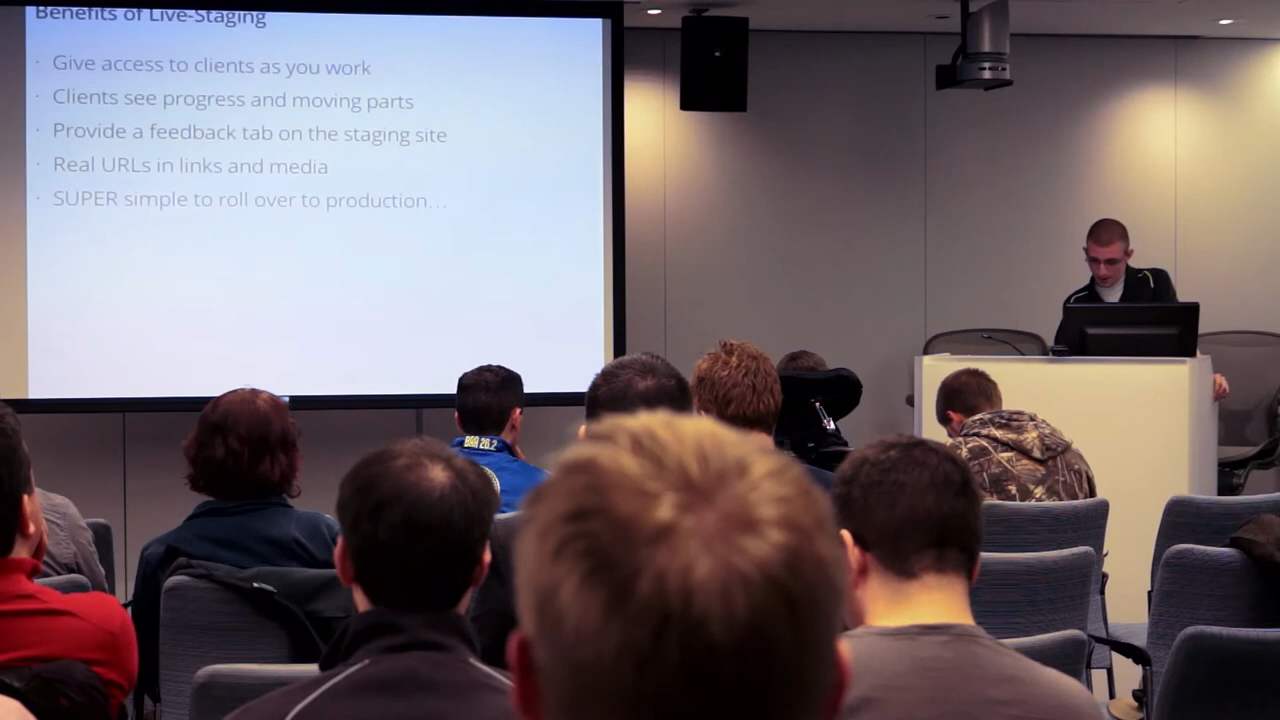 Benefits of Live-Staging
· Give access to clients as you work
· Clients see progress and moving parts
· Provide a feedback tab on the staging site
· Real URLs in links and media
· SUPER simple to roll over to production...